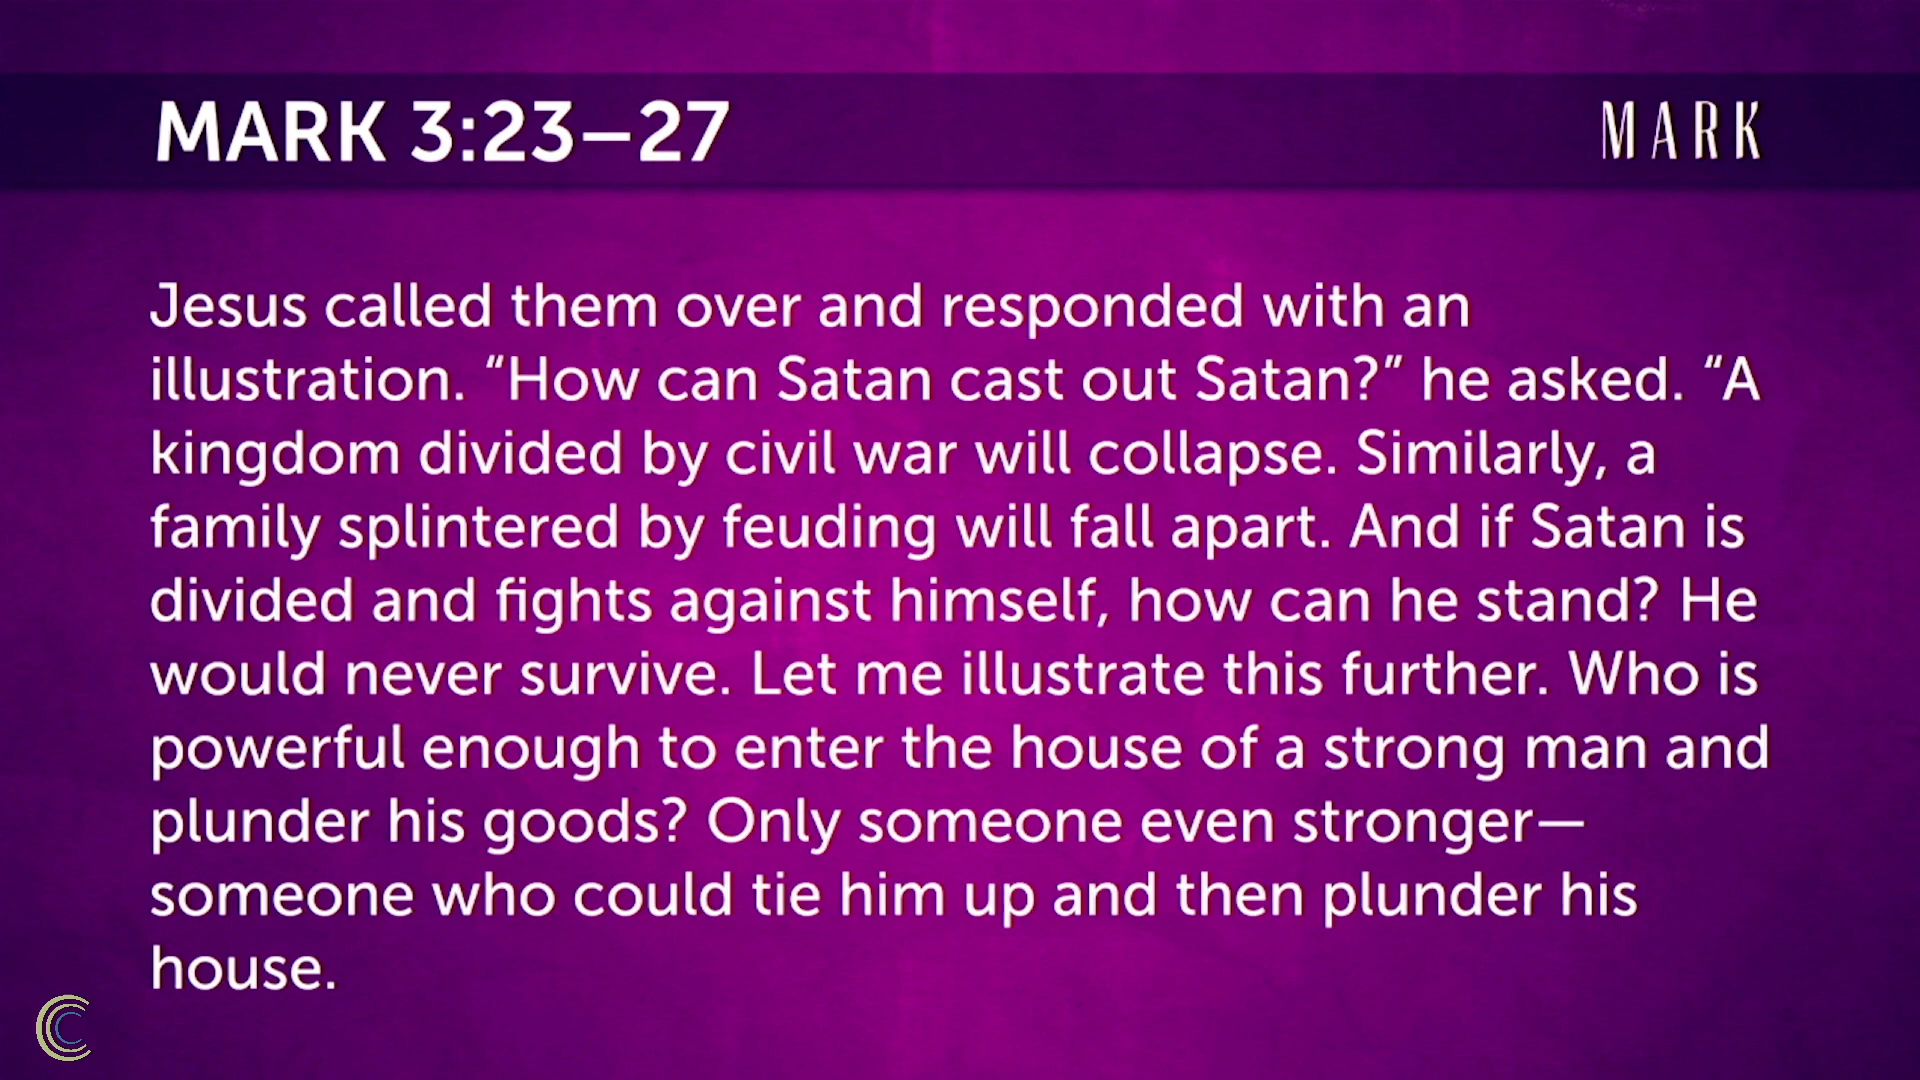 MARK 3:23–27
MARK
Jesus called them over and responded with an
illustration. “How can Satan cast out Satan?” he asked. “A
kingdom divided by civil war will collapse. Similarly, a
family splintered by feuding will fall apart. And if Satan is
divided and fights against himself, how can he stand? He
would never survive. Let me illustrate this further. Who is
powerful enough to enter the house of a strong man and
plunder his goods? Only someone even stronger—
someone who could tie him up and then plunder his
house.